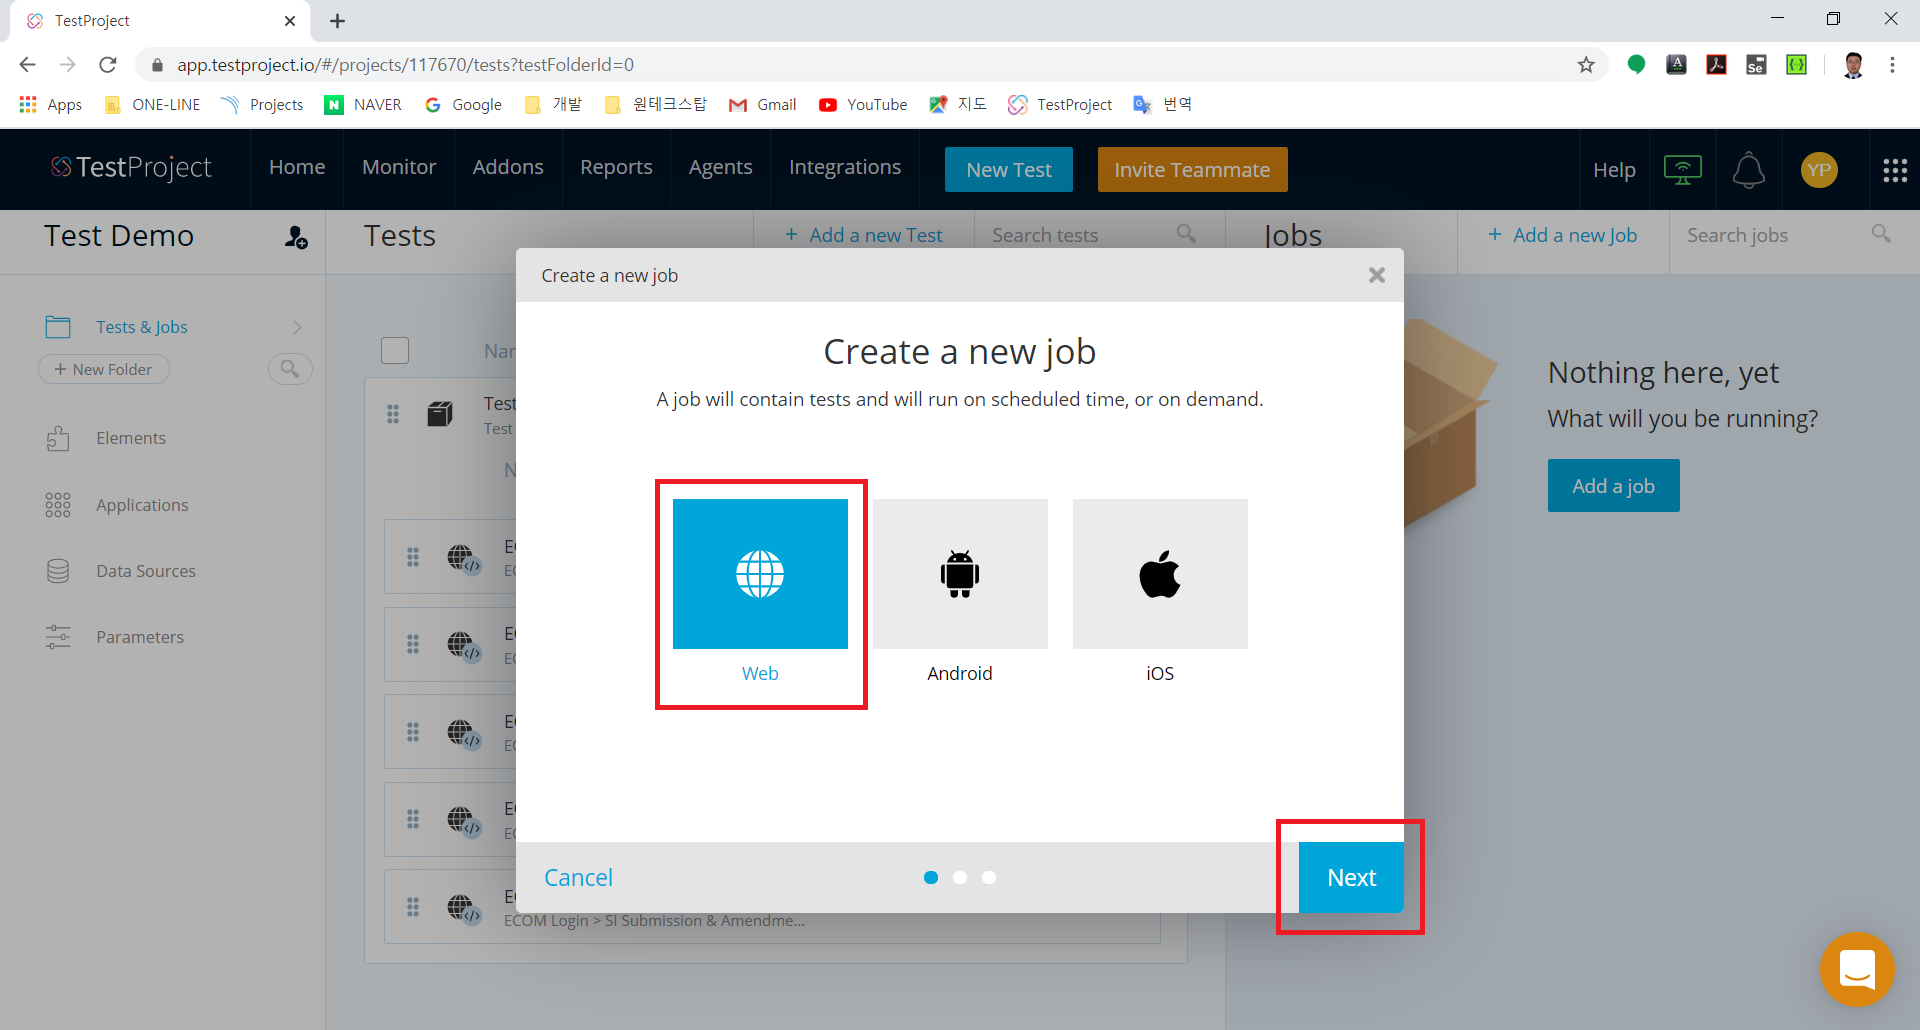 TestProject
app.testproject.io/#/projects/117670/tests?testFolderId=0
Apps ONE-LINE Projects NAVER Google 개발 원테크스탑 Gmail YouTube 지도 TestProject 번역
TestProject Home Monitor Addons Reports Agents Integrations New Test Invite Teammate Help YP
Test Demo Tests + Add a new Test Search tests Jobs + Add a new Job Search jobs
Create a new job
Tests & Jobs
+ New Folder
Elements
Applications
Data Sources
Parameters
Test
Test
Create a new job
A job will contain tests and will run on scheduled time, or on demand.
Web Android iOS
Cancel Next
ECOM Login > SI Submission & Amendme...
Nothing here, yet
What will you be running?
Add a job